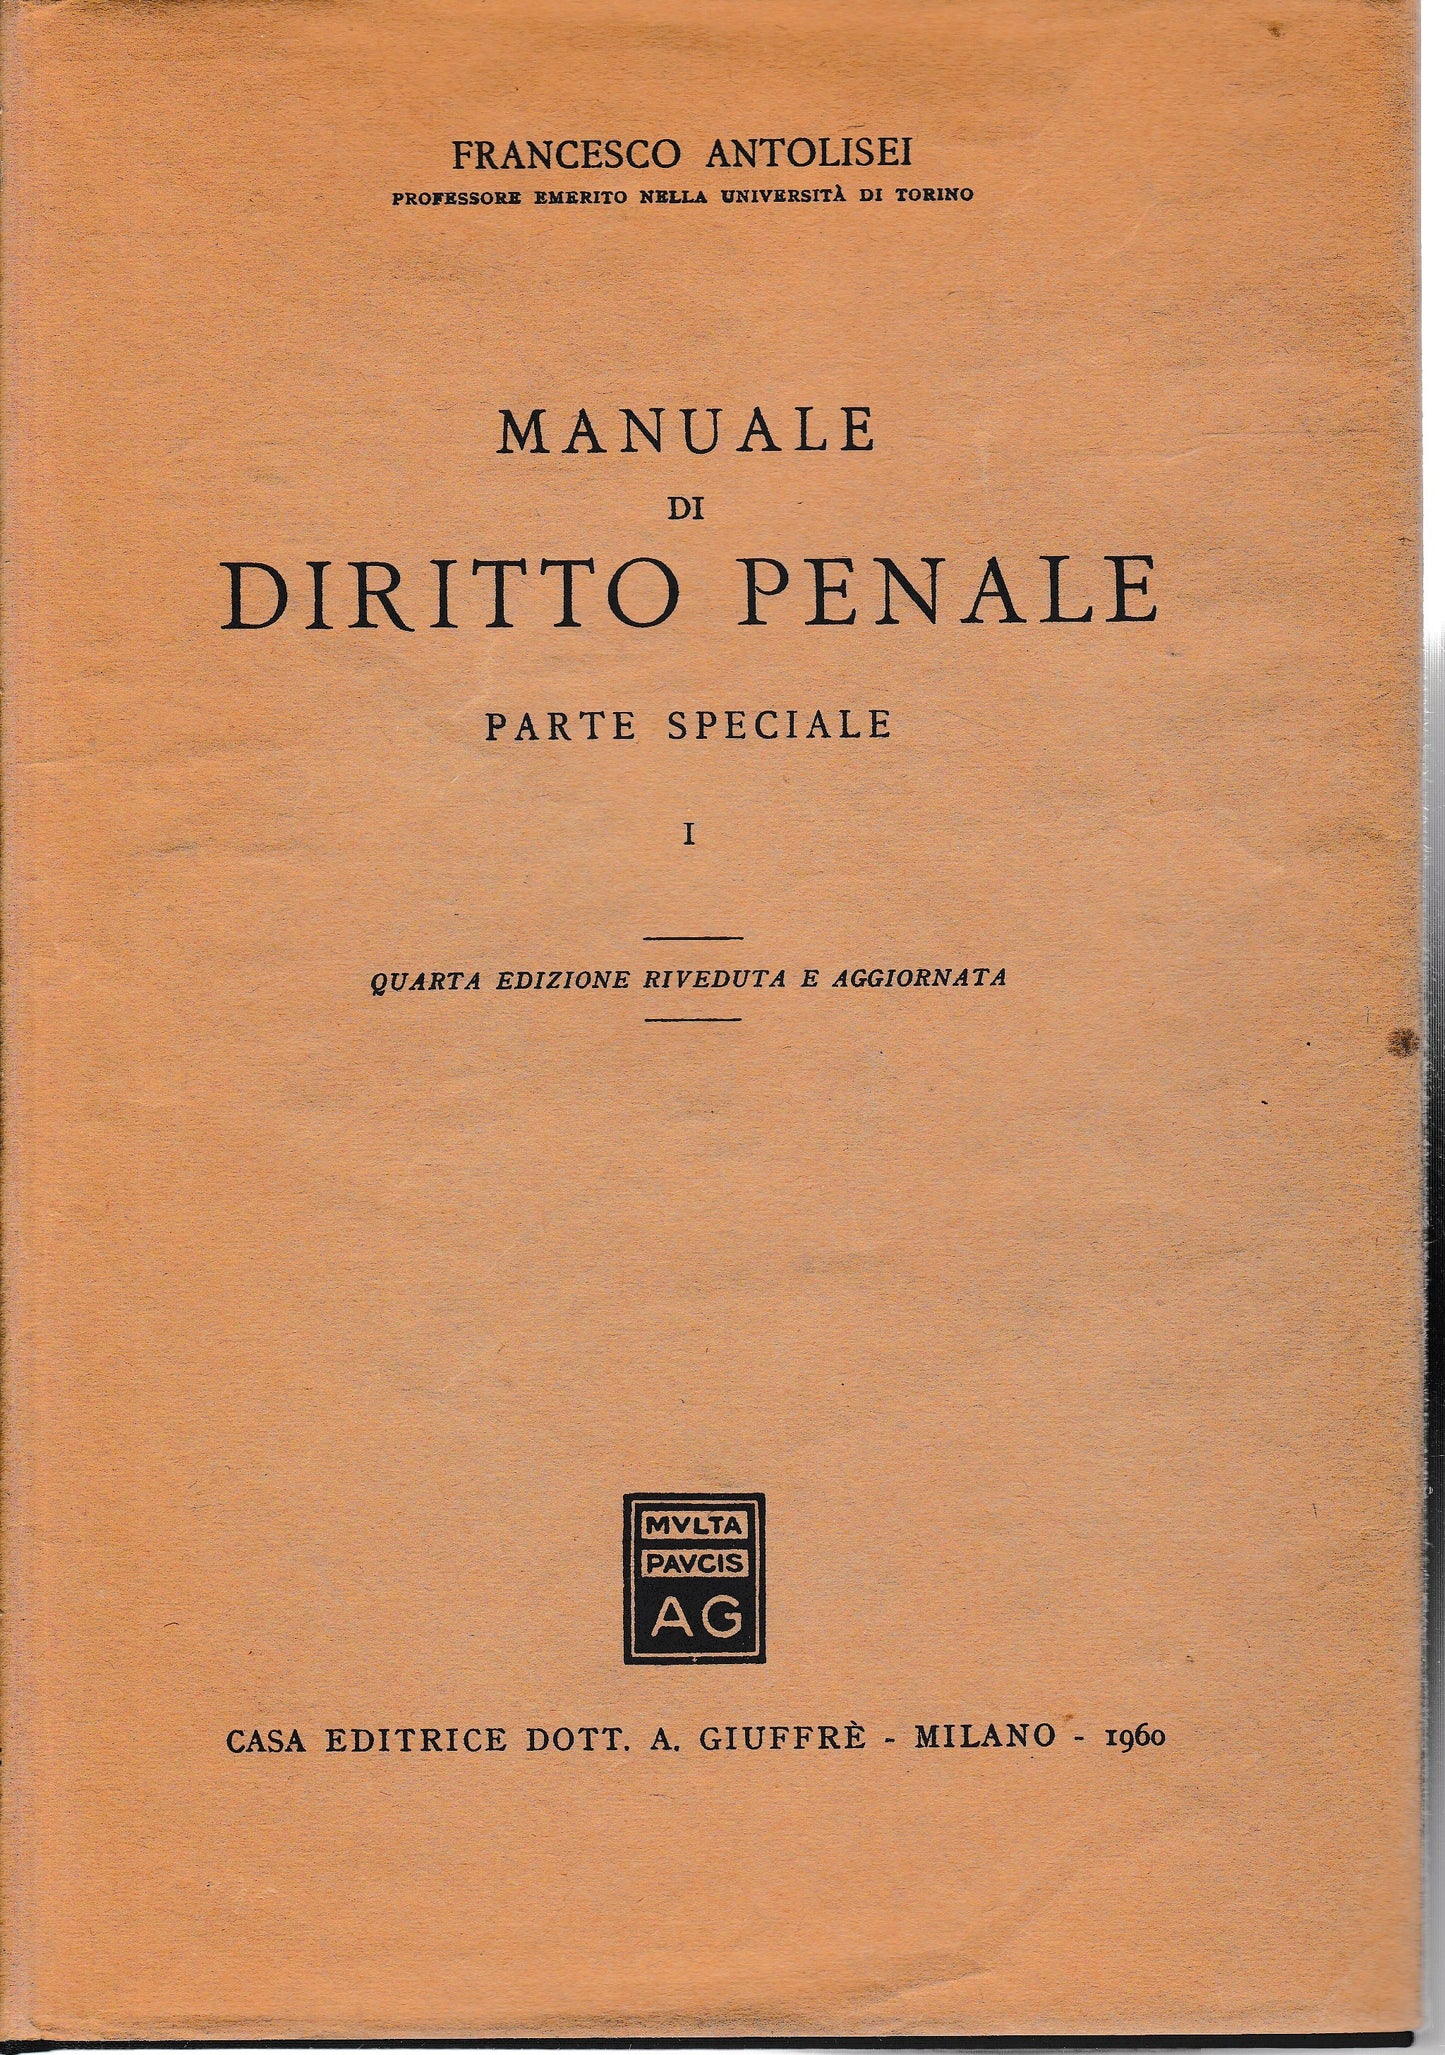 FRANCESCO ANTOLISEI
PROFESSORE EMERITO NELLA UNIVERSITÀ DI TORINO
MANUALE
DI
DIRITTO PENALE
PARTE SPECIALE
I
QUARTA EDIZIONE RIVEDUTA E AGGIORNATA
MVLTA
PAVCIS
AG
CASA EDITRICE DOTT. A. GIUFFRÈ - MILANO - 1960